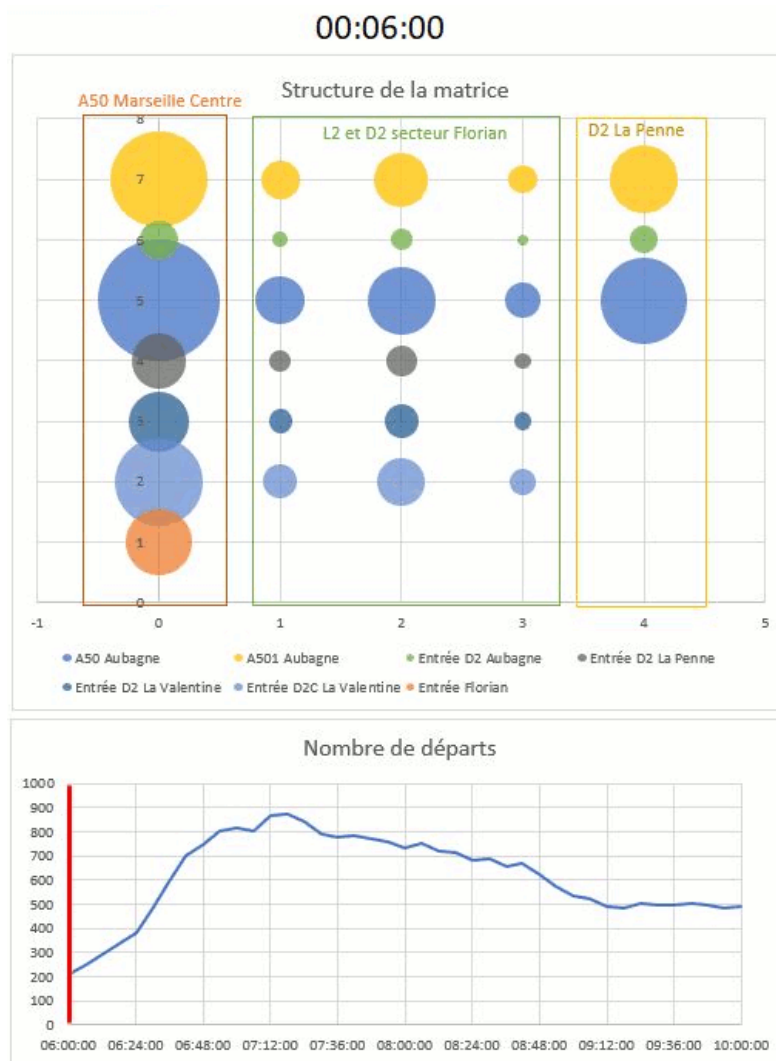 00:06:00
Structure de la matrice
A50 Marseille Centre
L2 et D2 secteur Florian
D2 La Penne
8
7
6
5
4
3
2
1
0
-1 0 1 2 3 4 5
A50 Aubagne A501 Aubagne Entrée D2 Aubagne Entrée D2 La Penne
Entrée D2 La Valentine Entrée D2C La Valentine Entrée Florian
Nombre de départs
1000
900
800
700
600
500
400
300
200
100
0
06:00:00 06:24:00 06:48:00 07:12:00 07:36:00 08:00:00 08:24:00 08:48:00 09:12:00 09:36:00 10:00:00